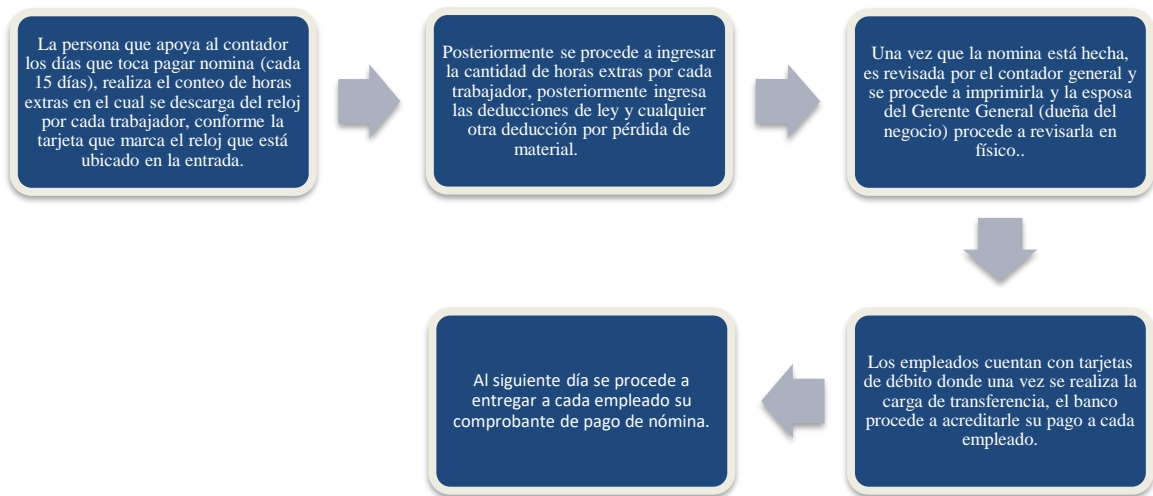 La persona que apoya al contador
los días que toca pagar nomina (cada
15 días), realiza el conteo de horas
extras en el cual se descarga del reloj
por cada trabajador, conforme la
tarjeta que marca el reloj que está
ubicado en la entrada.
Posteriormente se procede a ingresar
la cantidad de horas extras por cada
trabajador, posteriormente ingresa
las deducciones de ley y cualquier
otra deducción por pérdida de
material.
Una vez que la nomina está hecha,
es revisada por el contador general y
se procede a imprimirla y la esposa
del Gerente General (dueña del
negocio) procede a revisarla en
físico..
Los empleados cuentan con tarjetas
de débito donde una vez se realiza la
carga de transferencia, el banco
procede a acreditarle su pago a cada
empleado.
Al siguiente día se procede a
entregar a cada empleado su
comprobante de pago de nómina.